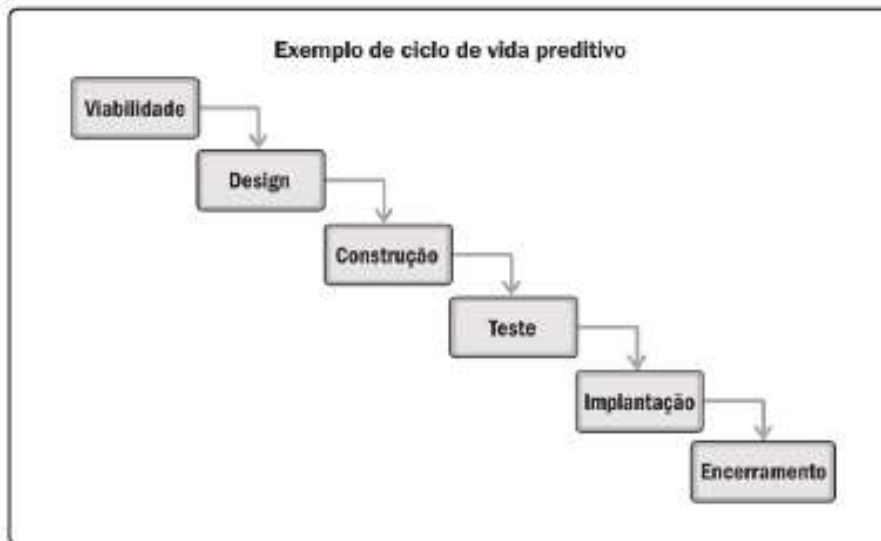 Exemplo de ciclo de vida preditivo
Viabilidade
Design
Construção
Teste
Implantação
Encerramento